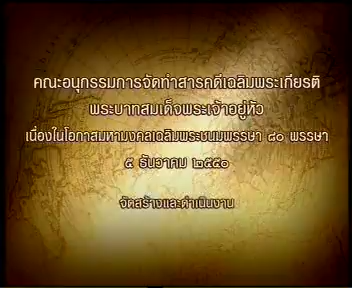 คณะอนุกรรมการจัดทำสารคดีเฉลิมพระเกียรติ
พระบาทสมเด็จพระเจ้าอยู่หัว
เนื่องในโอกาสมหามงคลเฉลิมพระชนมพรรษา ๘๐ พรรษา
๕ ธันวาคม ๒๕๕๐
จัดสร้างและดำเนินงาน